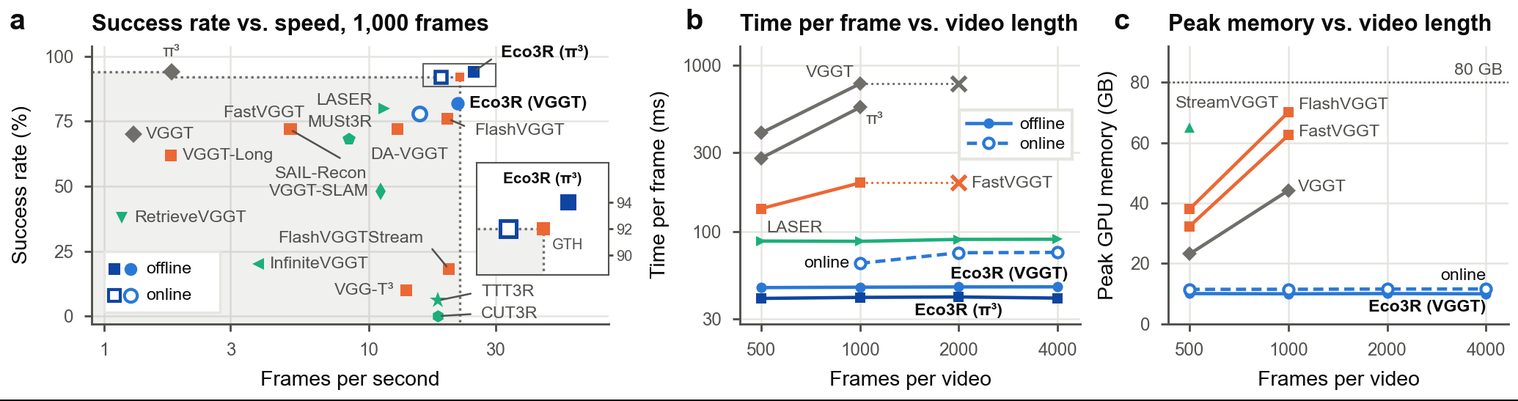 a Success rate vs. speed, 1,000 frames
Success rate (%)
100
75
50
25
0
π³
Eco3R (π³)
LASER
Eco3R (VGGT)
FastVGGT
MUSt3R
FlashVGGT
VGGT
VGGT-Long
DA-VGGT
SAIL-Recon
VGGT-SLAM
RetrieveVGGT
FlashVGGTStream
InfiniteVGGT
VGG-T³
TTT3R
CUT3R
offline
online
Eco3R (π³)
94
92
90
GTH
1
3
10
30
Frames per second
b Time per frame vs. video length
Time per frame (ms)
1000
300
100
30
VGGT
π³
offline
online
FastVGGT
LASER
online
Eco3R (VGGT)
Eco3R (π³)
500
1000
2000
4000
Frames per video
c Peak memory vs. video length
Peak GPU memory (GB)
80
60
40
20
0
80 GB
StreamVGGT
FlashVGGT
FastVGGT
VGGT
online
Eco3R (VGGT)
500
1000
2000
4000
Frames per video